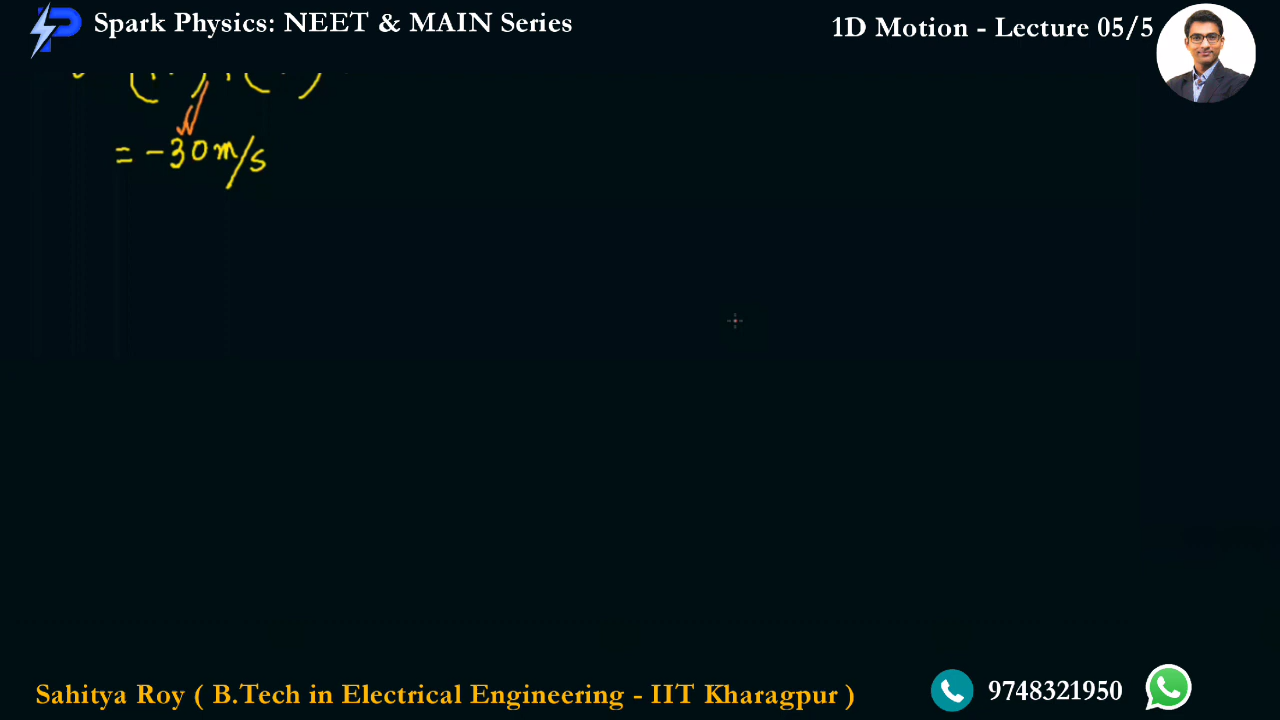 Spark Physics: NEET & MAIN Series
1D Motion - Lecture 05/5
= -30 m/s
Sahitya Roy ( B.Tech in Electrical Engineering - IIT Kharagpur )
9748321950